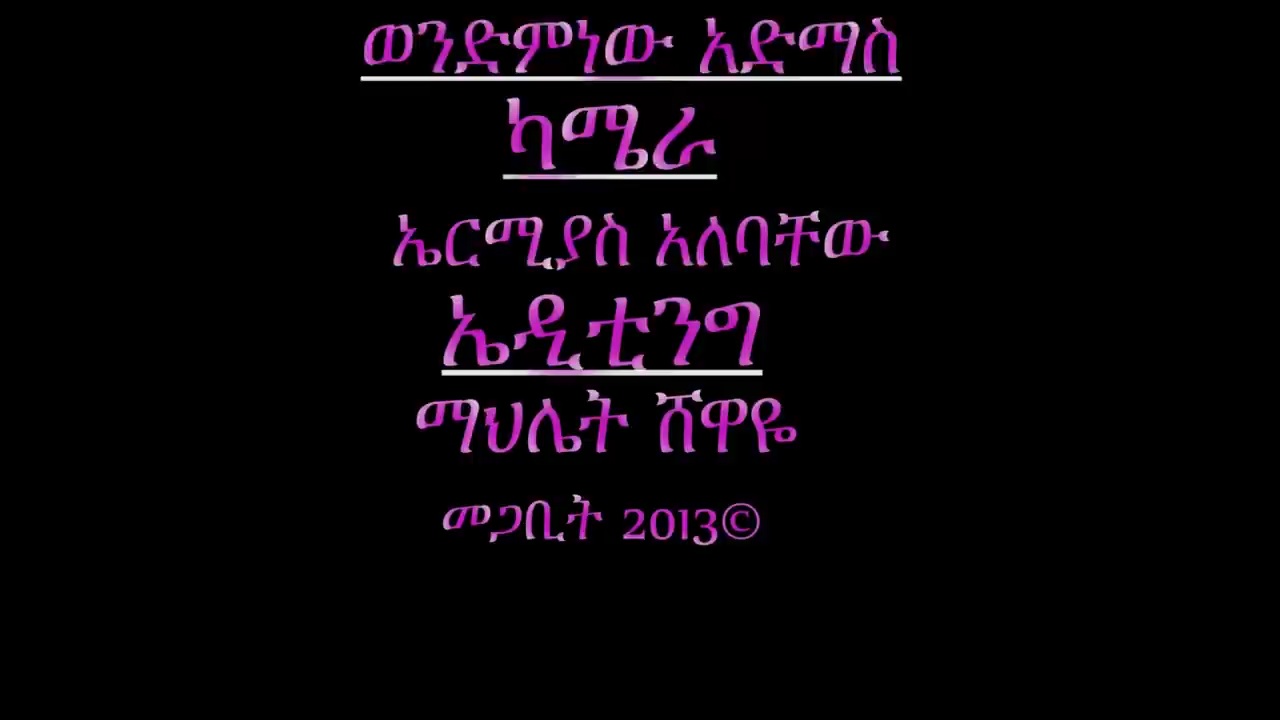 ወንድምነው አድማስ
ካሜራ
ኤርሚያስ አለባቸው
ኤዲቲንግ
ማህሌት ሸዋዬ
መጋቢት 2013©